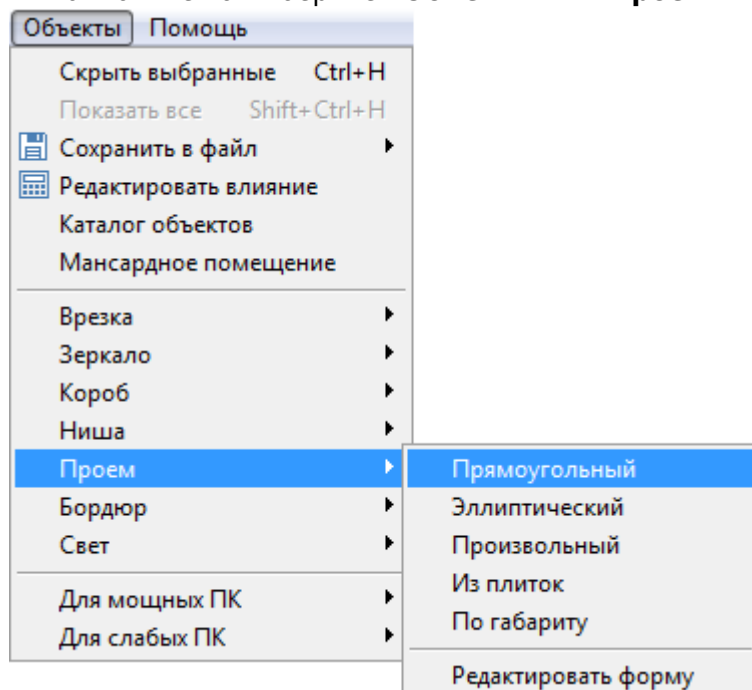 Объекты Помощь
Скрыть выбранные Ctrl+H
Показать все Shift+Ctrl+H
Сохранить в файл
Редактировать влияние
Каталог объектов
Мансардное помещение
Врезка
Зеркало
Короб
Ниша
Проем
Бордюр
Свет
Для мощных ПК
Для слабых ПК
Прямоугольный
Эллиптический
Произвольный
Из плиток
По габариту
Редактировать форму